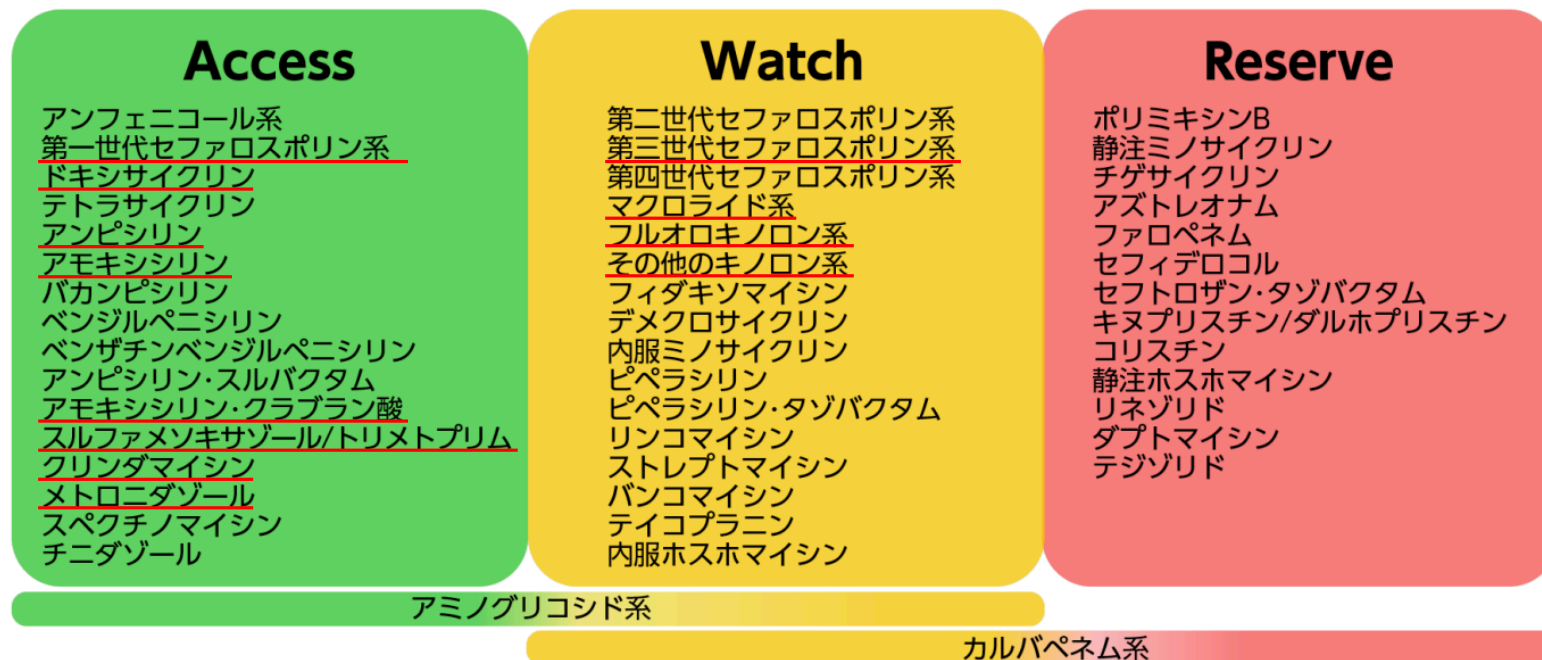 Access
アンフェニコール系
第一世代セファロスポリン系
ドキシサイクリン
テトラサイクリン
アンピシリン
アモキシシリン
バカンピシリン
ベンジルペニシリン
ベンザチンベンジルペニシリン
アンピシリン･スルバクタム
アモキシシリン･クラブラン酸
スルファメソキサゾール/トリメトプリム
クリンダマイシン
メトロニダゾール
スペクチノマイシン
チニダゾール
Watch
第二世代セファロスポリン系
第三世代セファロスポリン系
第四世代セファロスポリン系
マクロライド系
フルオロキノロン系
その他のキノロン系
フィダキソマイシン
デメクロサイクリン
内服ミノサイクリン
ピペラシリン
ピペラシリン･タゾバクタム
リンコマイシン
ストレプトマイシン
バンコマイシン
テイコプラニン
内服ホスホマイシン
Reserve
ポリミキシンB
静注ミノサイクリン
チゲサイクリン
アズトレオナム
ファロペネム
セフィデロコル
セフトロザン･タゾバクタム
キヌプリスチン/ダルホプリスチン
コリスチン
静注ホスホマイシン
リネゾリド
ダプトマイシン
テジゾリド
アミノグリコシド系
カルバペネム系